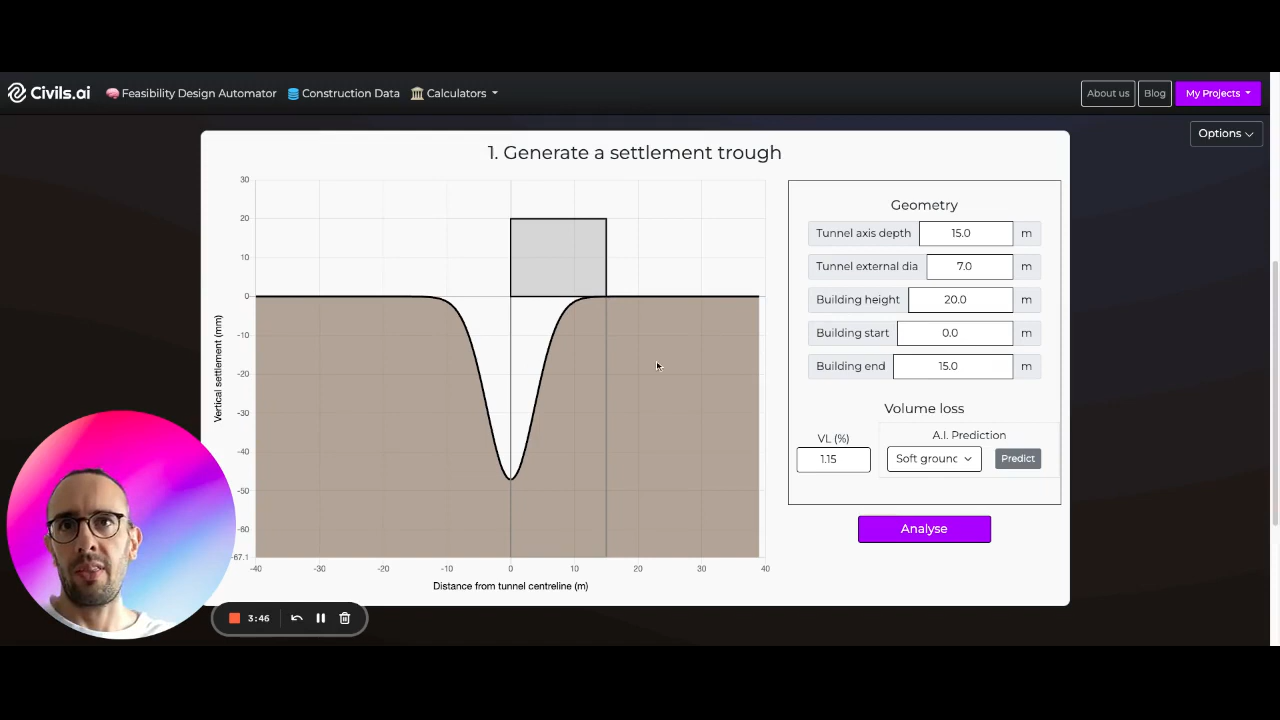 Civils.ai Feasibility Design Automator Construction Data Calculators About us Blog My Projects
Options
1. Generate a settlement trough
30
20
10
0
-10
-20
-30
-40
-50
-60
-67.1
Vertical settlement (mm)
-40 -30 -20 -10 0 10 20 30 40
Distance from tunnel centreline (m)
Geometry
Tunnel axis depth 15.0 m
Tunnel external dia 7.0 m
Building height 20.0 m
Building start 0.0 m
Building end 15.0 m
Volume loss
VL (%) A.I. Prediction
1.15 Soft ground Predict
Analyse
3:46